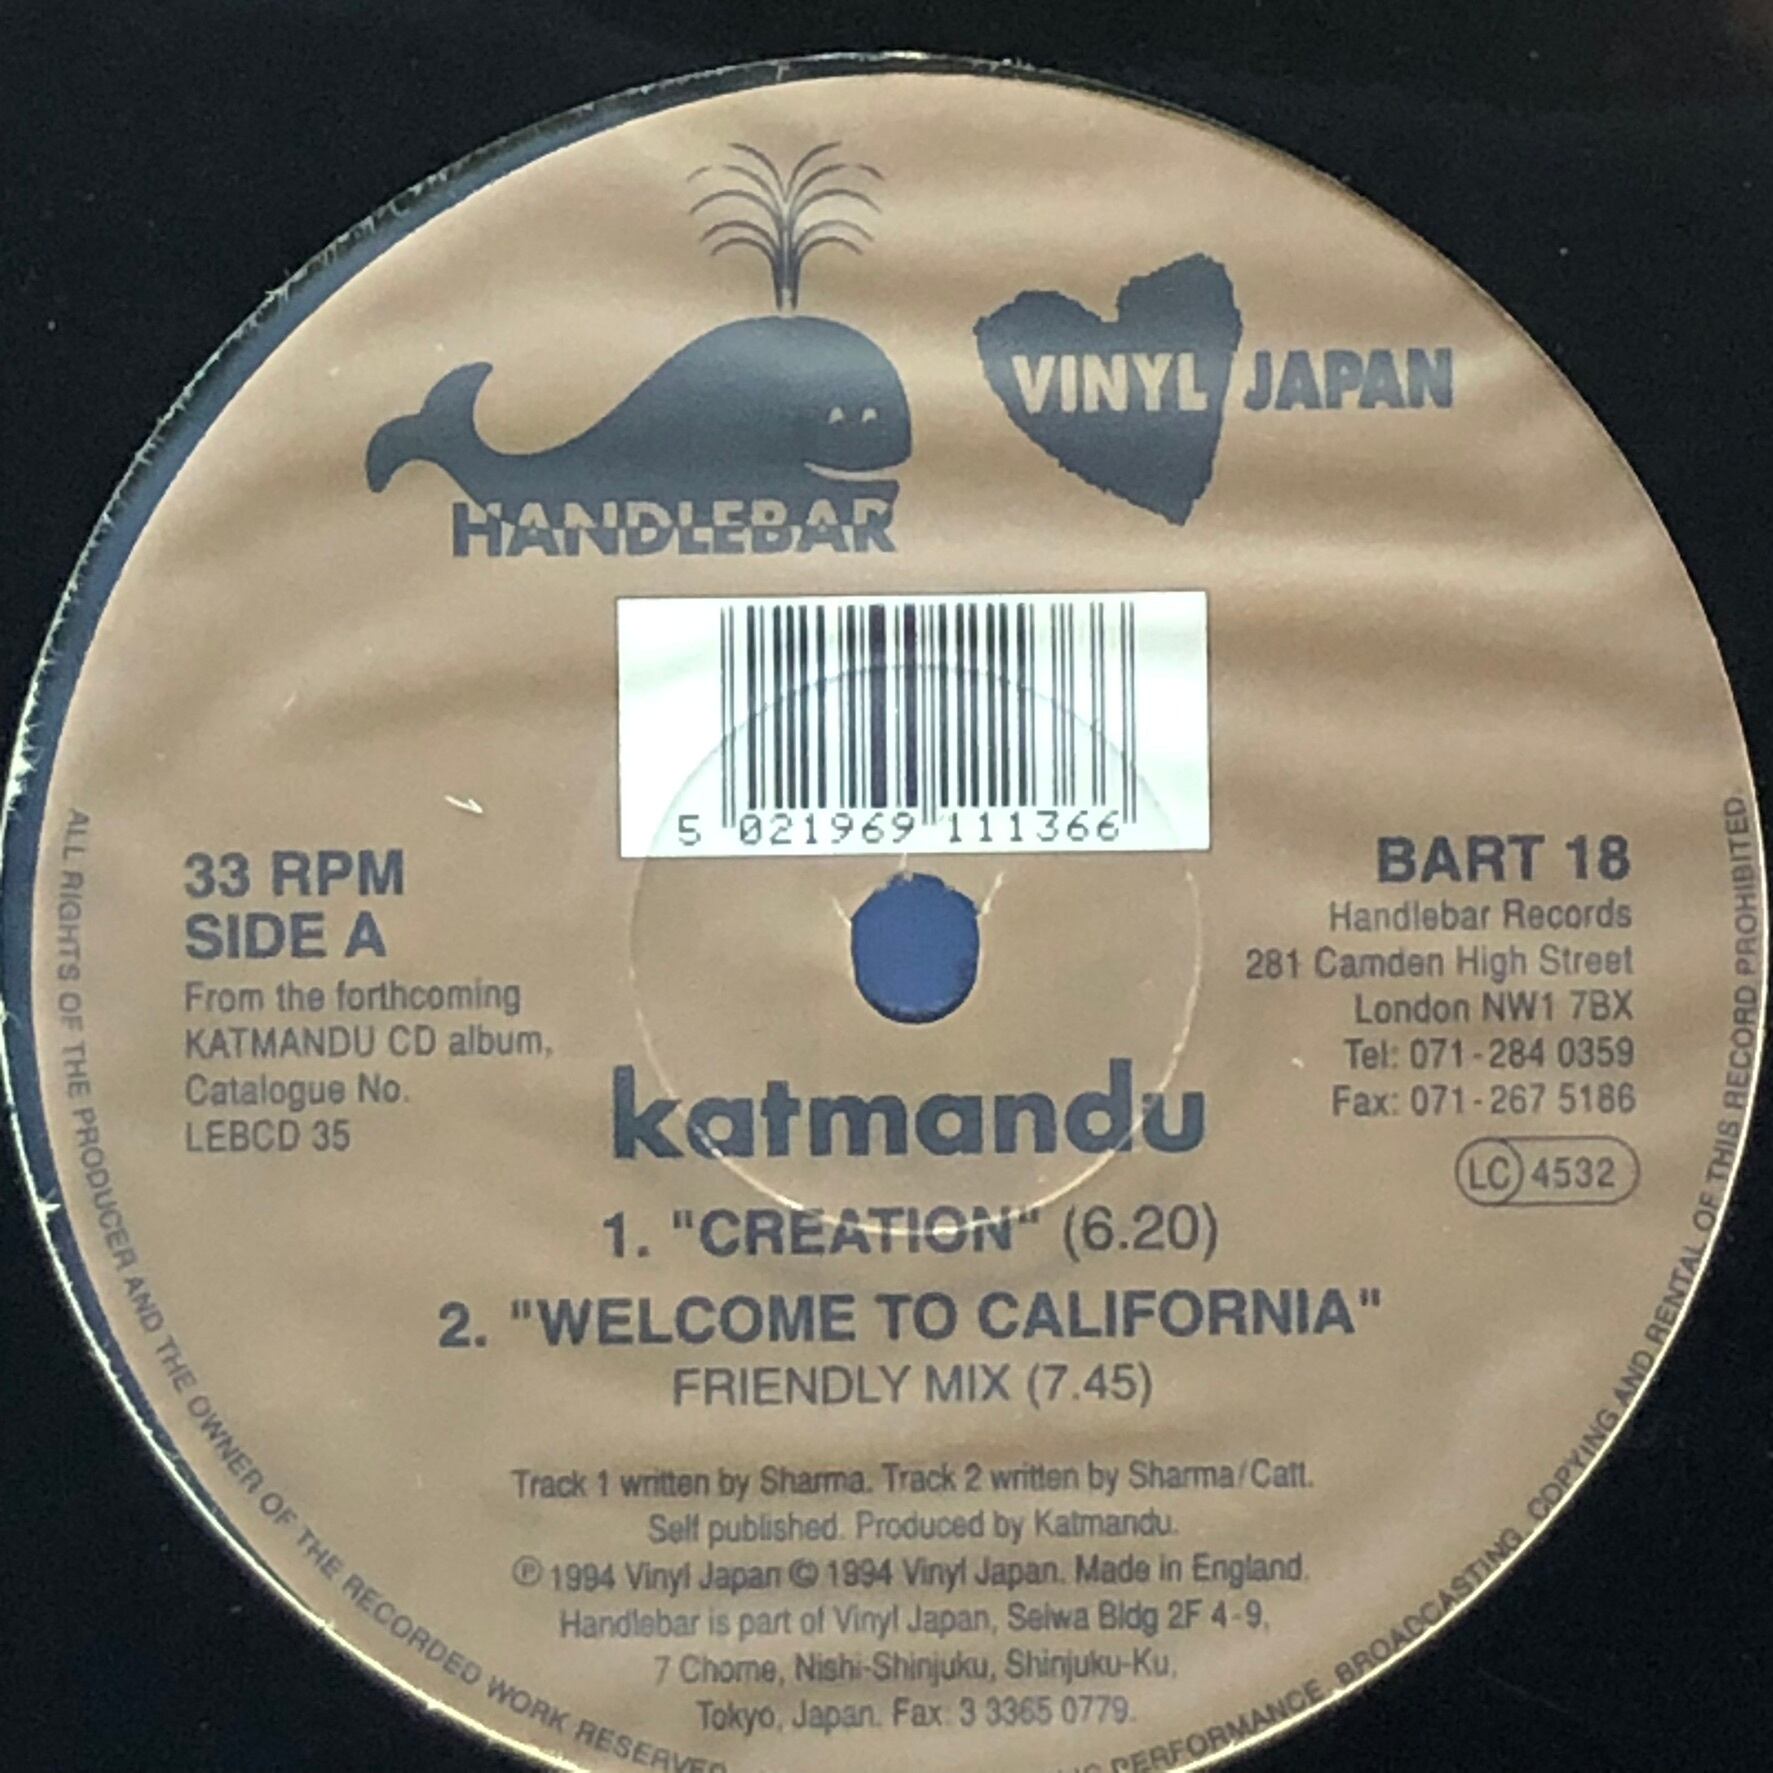 HANDLEBAR
VINYL JAPAN
5 021969 111366
33 RPM
SIDE A
From the forthcoming
KATMANDU CD album,
Catalogue No.
LEBCD 35
BART 18
Handlebar Records
281 Camden High Street
London NW1 7BX
Tel: 071-284 0359
Fax: 071-267 5186
LC 4532
katmandu
1. "CREATION" (6.20)
2. "WELCOME TO CALIFORNIA"
FRIENDLY MIX (7.45)
Track 1 written by Sharma. Track 2 written by Sharma/Catt.
Self published. Produced by Katmandu.
℗ 1994 Vinyl Japan © 1994 Vinyl Japan. Made in England.
Handlebar is part of Vinyl Japan, Seiwa Bldg 2F 4-9,
7 Chome, Nishi-Shinjuku, Shinjuku-Ku,
Tokyo, Japan. Fax: 3 3365 0779.
ALL RIGHTS OF THE PRODUCER AND THE OWNER OF THE RECORDED WORK RESERVED
PERFORMANCE, BROADCASTING, COPYING AND RENTAL OF THIS RECORD PROHIBITED.